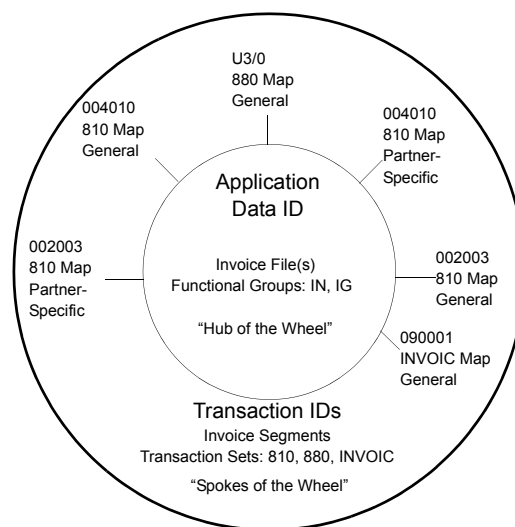 U3/0
880 Map
General
004010
810 Map
General
004010
810 Map
Partner-
Specific
Application
Data ID
002003
810 Map
Partner-
Specific
Invoice File(s)
Functional Groups: IN, IG
“Hub of the Wheel”
002003
810 Map
General
090001
INVOIC Map
General
Transaction IDs
Invoice Segments
Transaction Sets: 810, 880, INVOIC
“Spokes of the Wheel”